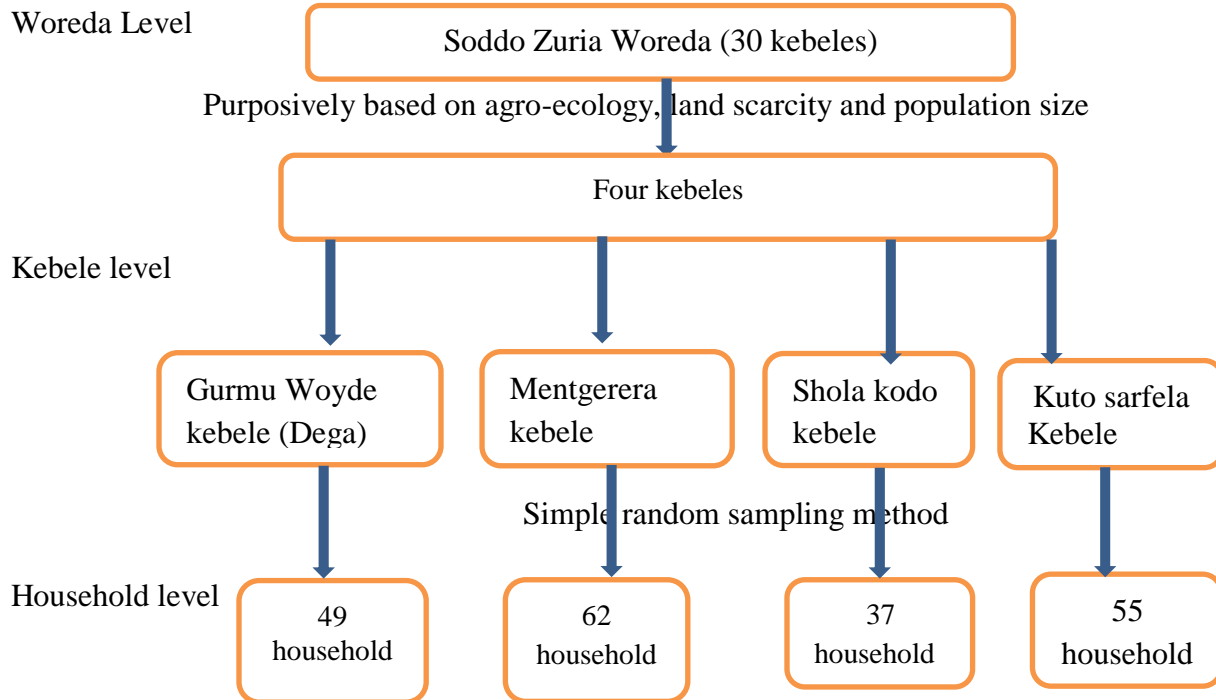 Woreda Level
Soddo Zuria Woreda (30 kebeles)
Purposively based on agro-ecology, land scarcity and population size
Four kebeles
Kebele level
Gurmu Woyde
kebele (Dega)
Mentgerera
kebele
Shola kodo
kebele
Kuto sarfela
Kebele
Simple random sampling method
Household level
49
household
62
household
37
household
55
household